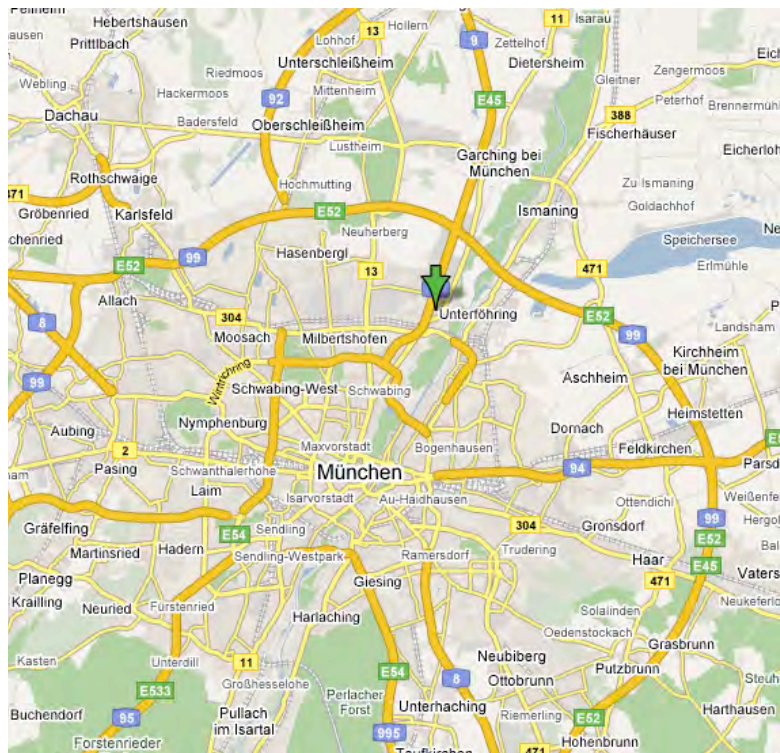 Hebertshausen
13
Hollern
11
Isarau
Lohhof
9
Zettelhof
Prittlbach
Unterschleißheim
Dietersheim
Riedmoos
Gleitner
Zengermoos
Webling
Hackermoos
92
Mittenheim
E45
Peterhof
Dachau
Badersfeld
Oberschleißheim
388
Brennermühl
Lustheim
Fischerhäuser
Eicherloh
Garching bei
München
Rothschwaige
Hochmutting
Zu Ismaning
Gröbenried
Karlsfeld
E52
Ismaning
Goldachhof
Neuherberg
Speichersee
Hasenbergl
E52
99
13
471
Erlmühle
Allach
304
Unterföhring
E52
8
Moosach
Milbertshofen
99
Landsham
Kirchheim
bei München
99
Wintrichring
Schwabing-West
Schwabing
Aschheim
Heimstetten
Aubing
Nymphenburg
Maxvorstadt
Bogenhausen
Dornach
2
Feldkirchen
Pasing
Schwanthalerhöhe
München
94
Laim
Isarvorstadt
Au-Haidhausen
Ottendichl
Gräfelfing
E54
Sendling
304
Gronsdorf
99
Martinsried
Hadern
Sendling-Westpark
Ramersdorf
Trudering
E52
Haar
E45
Planegg
Giesing
471
Krailling
Neuried
Fürstenried
Harlaching
Solalinden
Oedenstockach
Grasbrunn
Kasten
Unterdill
11
Neubiberg
Großhesselohe
E54
8
Putzbrunn
E533
Perlacher
Forst
Ottobrunn
Buchendorf
95
Pullach
im Isartal
Unterhaching
Riemerling
E52
Harthausen
Forstenrieder
995
Taufkirchen
471
Hohenbrunn